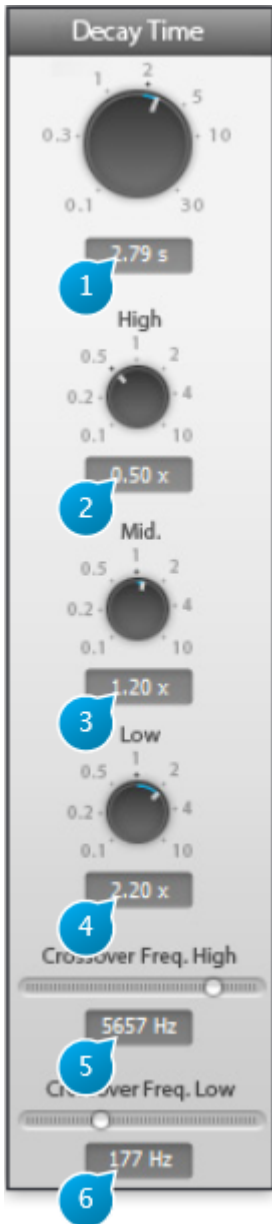 Decay Time
2
1 5
0.3 10
0.1 30
2.79 s
1
High
1
0.5 2
0.2 4
0.1 10
0.50 x
2
Mid.
1
0.5 2
0.2 4
0.1 10
1.20 x
3
Low
1
0.5 2
0.2 4
0.1 10
2.20 x
4
Crossover Freq. High
5657 Hz
5
Crossover Freq. Low
177 Hz
6